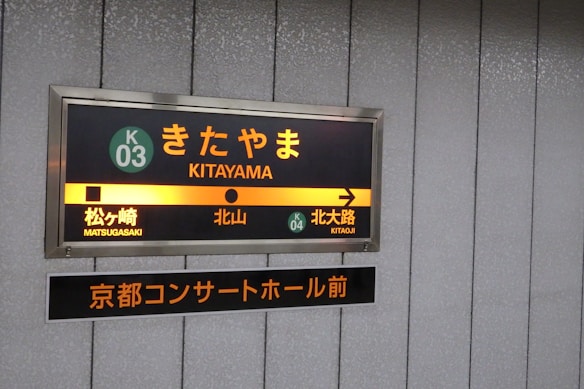 K
03
きたやま
KITAYAMA
松ヶ崎
MATSUGASAKI
北山
K
04
北大路
KITAOJI
京都コンサートホール前